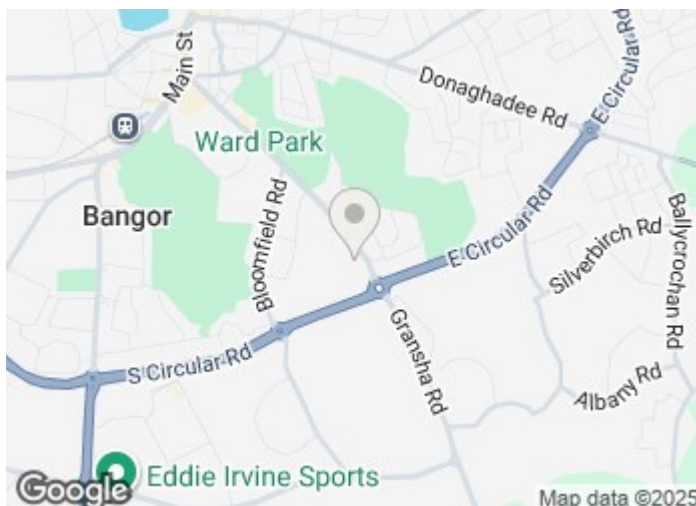 Main St
E Circular Rd
Donaghadee Rd
Ward Park
Bangor
Bloomfield Rd
E Circular Rd
Silverbirch Rd
Ballycrochan Rd
Gransha Rd
S Circular Rd
Albany Rd
Eddie Irvine Sports
Google
Map data ©2025